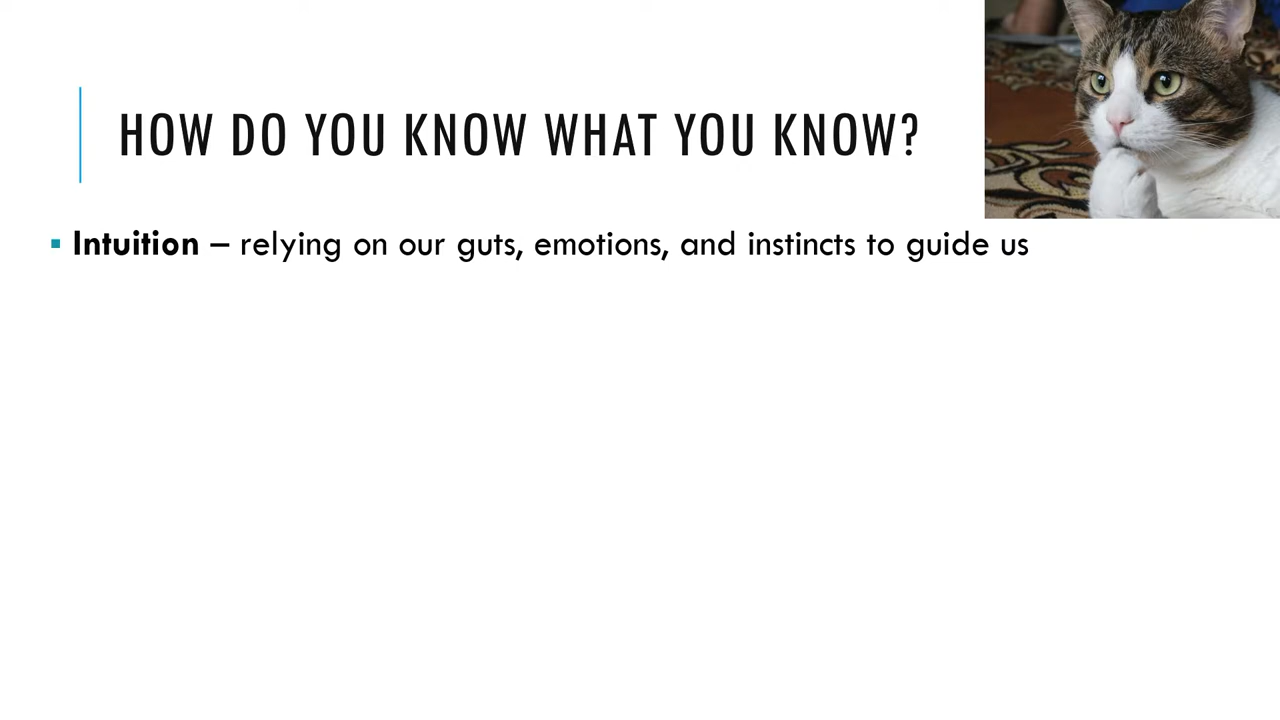 HOW DO YOU KNOW WHAT YOU KNOW?
▪ Intuition – relying on our guts, emotions, and instincts to guide us